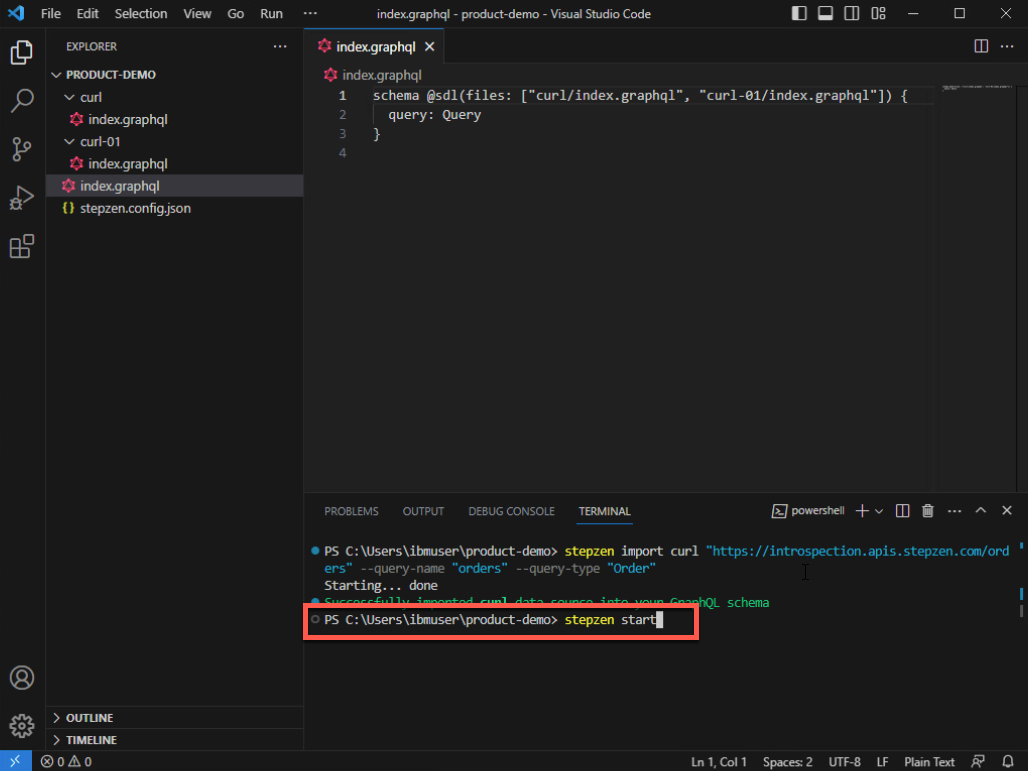 File Edit Selection View Go Run ··· index.graphql - product-demo - Visual Studio Code
EXPLORER ···
PRODUCT-DEMO
curl
index.graphql
curl-01
index.graphql
index.graphql
{} stepzen.config.json
OUTLINE
TIMELINE
index.graphql
index.graphql
1 schema @sdl(files: ["curl/index.graphql", "curl-01/index.graphql"]) {
2 query: Query
3 }
4
PROBLEMS OUTPUT DEBUG CONSOLE TERMINAL powershell
PS C:\Users\ibmuser\product-demo> stepzen import curl "https://introspection.apis.stepzen.com/ord
ers" --query-name "orders" --query-type "Order"
Starting... done
Successfully imported curl data source into your GraphQL schema
PS C:\Users\ibmuser\product-demo> stepzen start
0 0 Ln 1, Col 1 Spaces: 2 UTF-8 LF Plain Text